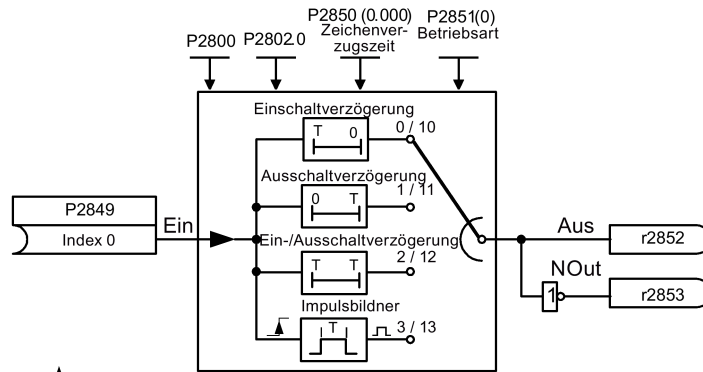 P2800 P2802.0 P2850 (0.000) P2851(0)
Zeichenver-
zugszeit
Betriebsart
Einschaltverzögerung
T 0
0 / 10
Ausschaltverzögerung
0 T
1 / 11
P2849
Index 0
Ein
Ein-/Ausschaltverzögerung
T T
2 / 12
Impulsbildner
T
3 / 13
Aus
r2852
NOut
1
r2853